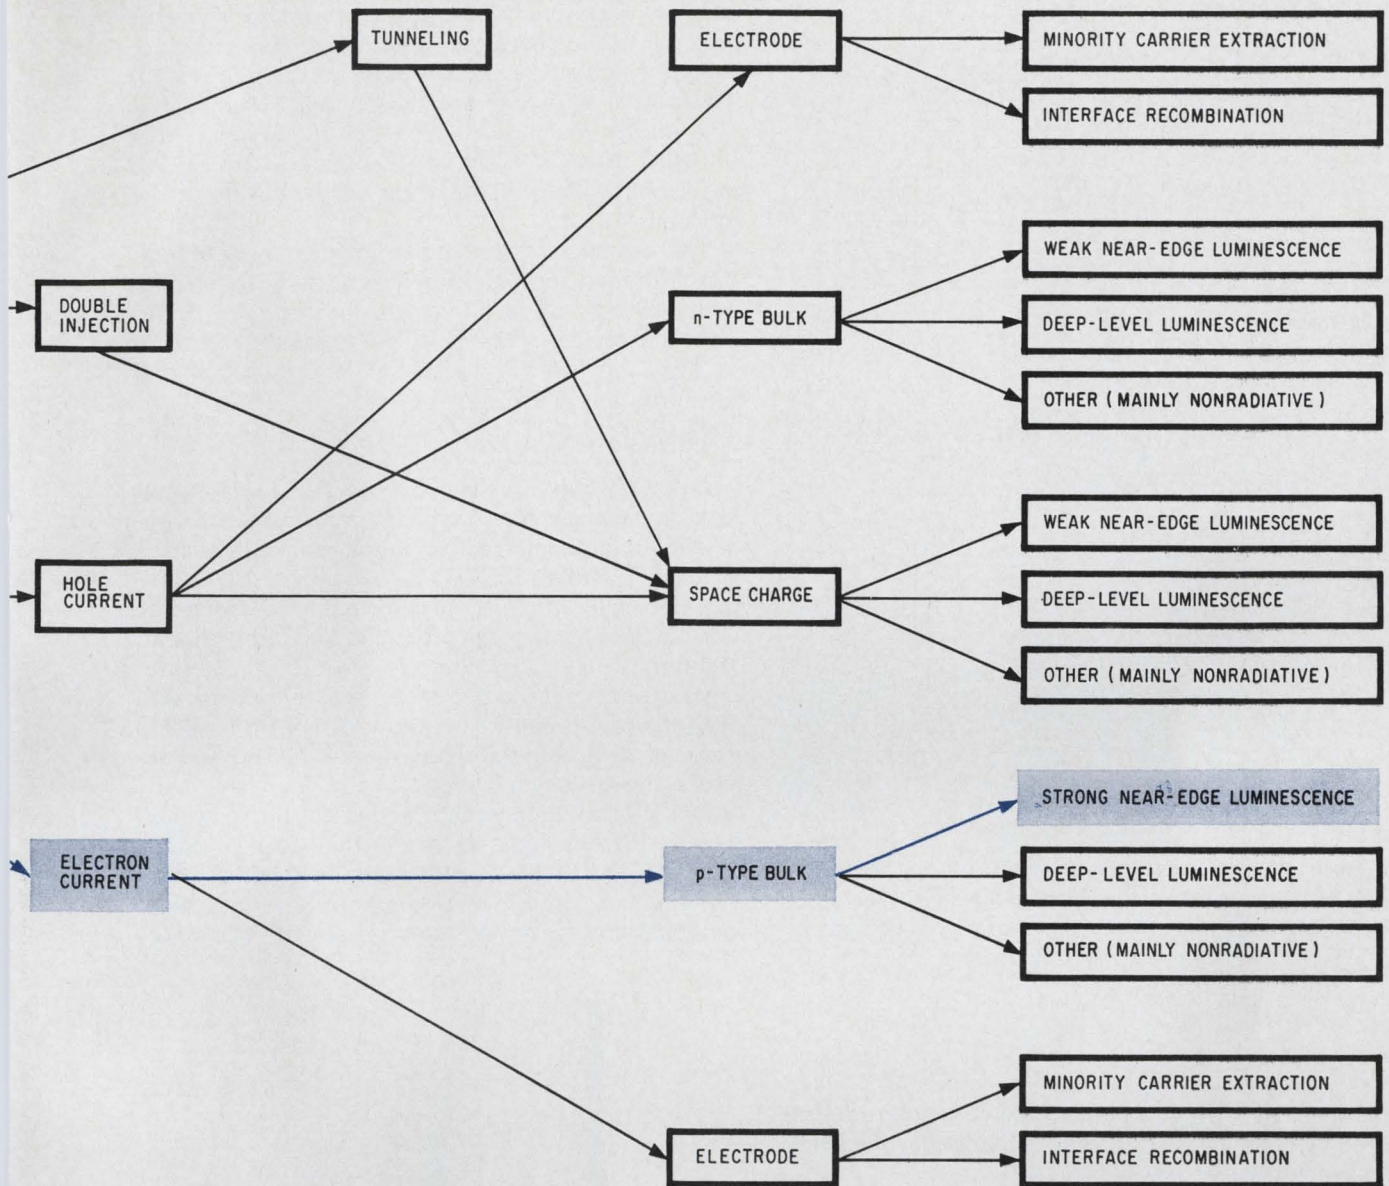 TUNNELING
ELECTRODE
MINORITY CARRIER EXTRACTION
INTERFACE RECOMBINATION
WEAK NEAR-EDGE LUMINESCENCE
DOUBLE
INJECTION
n-TYPE BULK
DEEP-LEVEL LUMINESCENCE
OTHER (MAINLY NONRADIATIVE)
WEAK NEAR-EDGE LUMINESCENCE
HOLE
CURRENT
SPACE CHARGE
DEEP-LEVEL LUMINESCENCE
OTHER (MAINLY NONRADIATIVE)
STRONG NEAR-EDGE LUMINESCENCE
ELECTRON
CURRENT
p-TYPE BULK
DEEP-LEVEL LUMINESCENCE
OTHER (MAINLY NONRADIATIVE)
MINORITY CARRIER EXTRACTION
ELECTRODE
INTERFACE RECOMBINATION